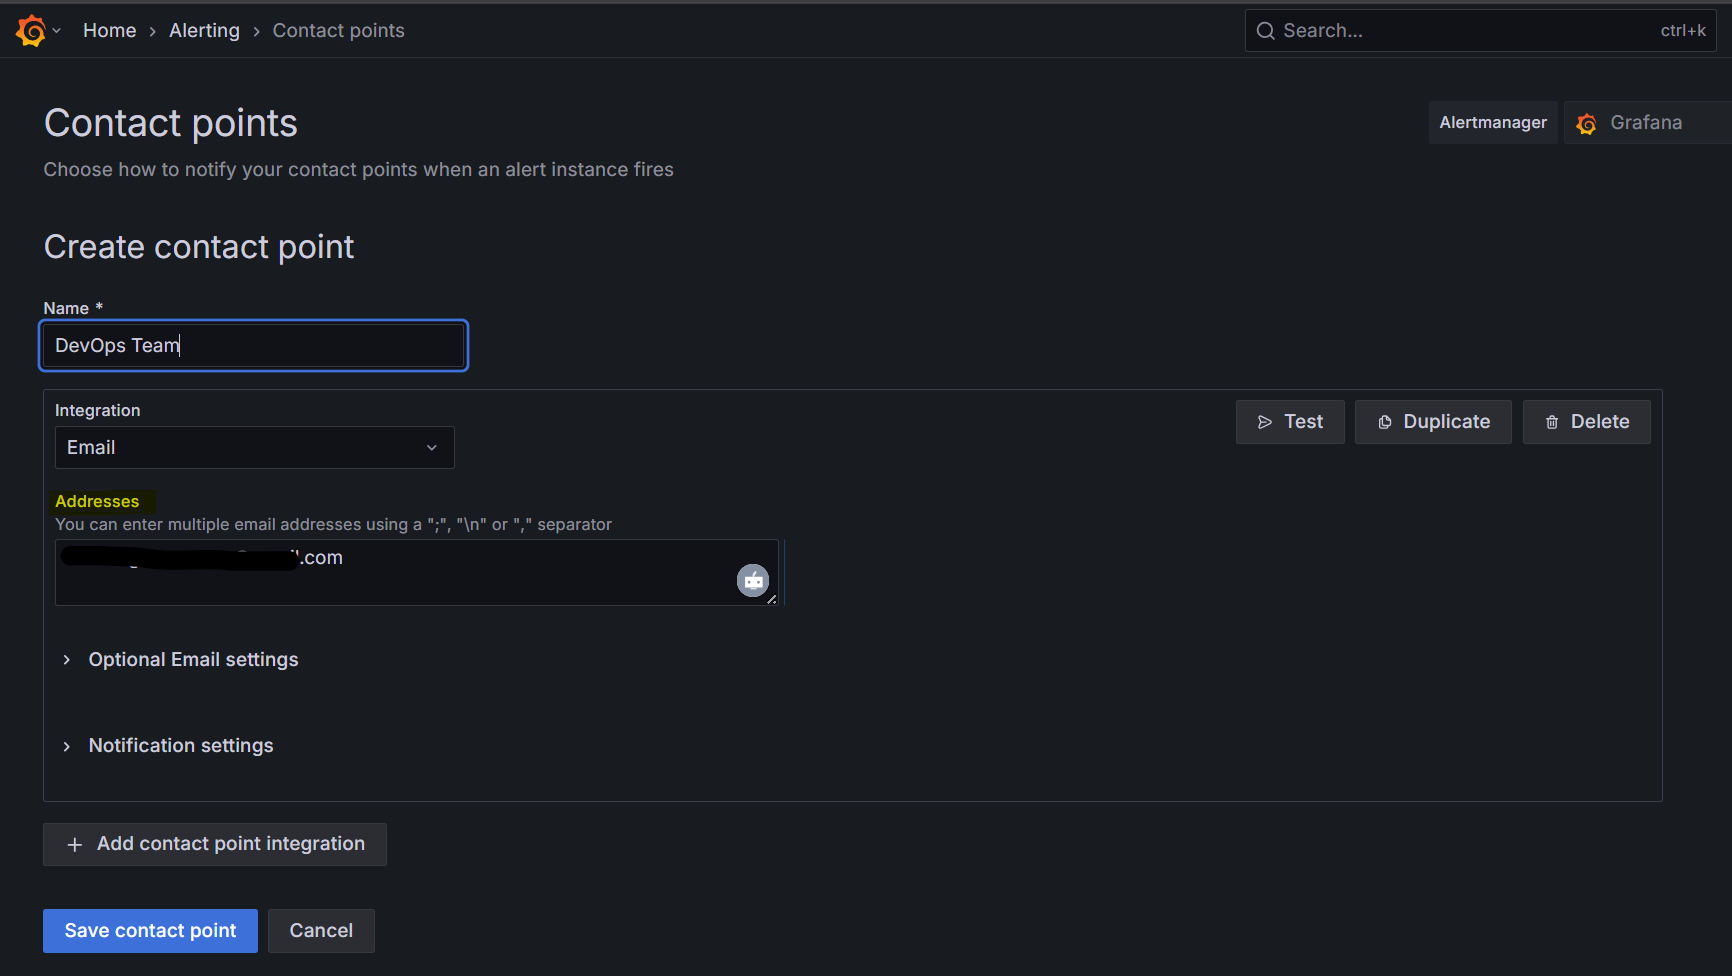 Home › Alerting › Contact points
Search...
ctrl+k
Contact points
Alertmanager
Grafana
Choose how to notify your contact points when an alert instance fires
Create contact point
Name *
DevOps Team
Integration
Test
Duplicate
Delete
Email
Addresses
You can enter multiple email addresses using a ";", "\n" or "," separator
.com
Optional Email settings
Notification settings
Add contact point integration
Save contact point
Cancel